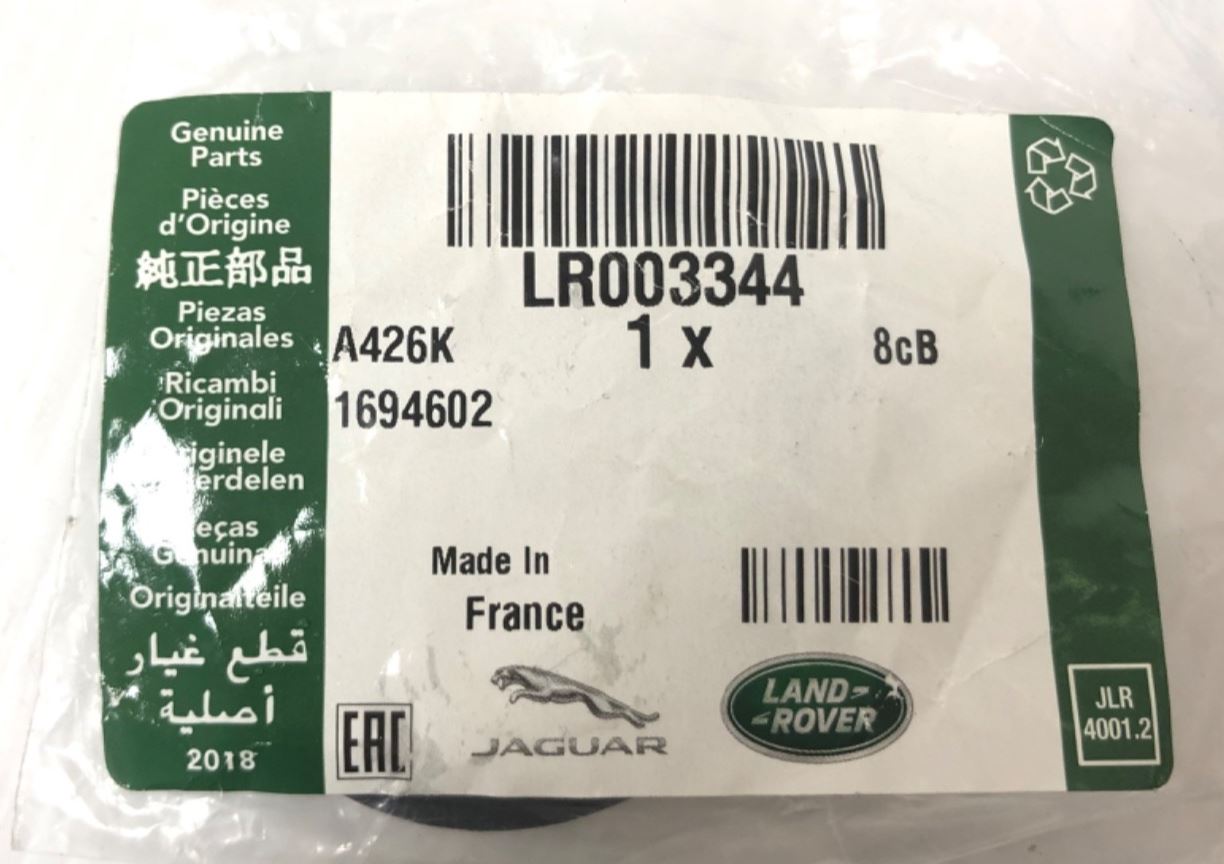 Genuine
Parts
Pièces
d'Origine
純正部品
Piezas
Originales
Ricambi
Originali
Originalteile
قطع غيار
أصلية
2018
LR003344
A426K 1 x 8cB
1694602
Made In
France
EAC
JAGUAR
LAND-
-ROVER
JLR
4001.2